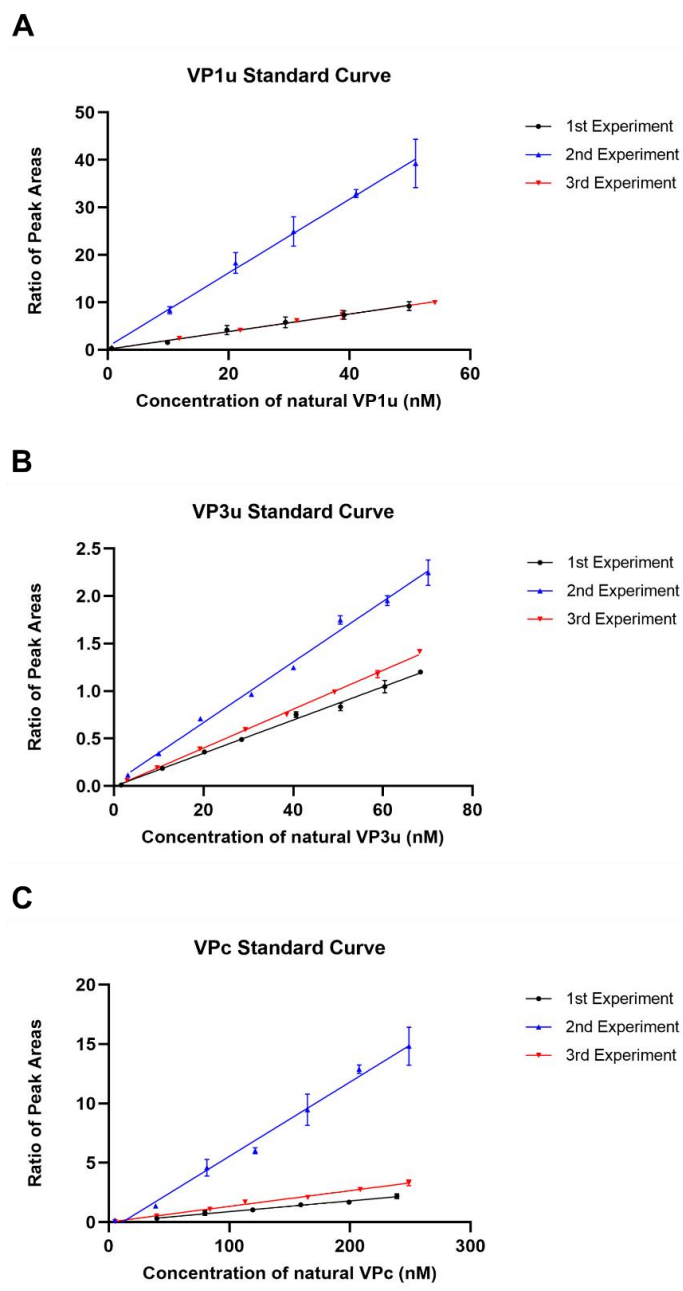 A
VP1u Standard Curve
50
40
30
20
10
0
0 20 40 60
Ratio of Peak Areas
Concentration of natural VP1u (nM)
1st Experiment
2nd Experiment
3rd Experiment
B
VP3u Standard Curve
2.5
2.0
1.5
1.0
0.5
0.0
0 20 40 60 80
Ratio of Peak Areas
Concentration of natural VP3u (nM)
1st Experiment
2nd Experiment
3rd Experiment
C
VPc Standard Curve
20
15
10
5
0
0 100 200 300
Ratio of Peak Areas
Concentration of natural VPc (nM)
1st Experiment
2nd Experiment
3rd Experiment